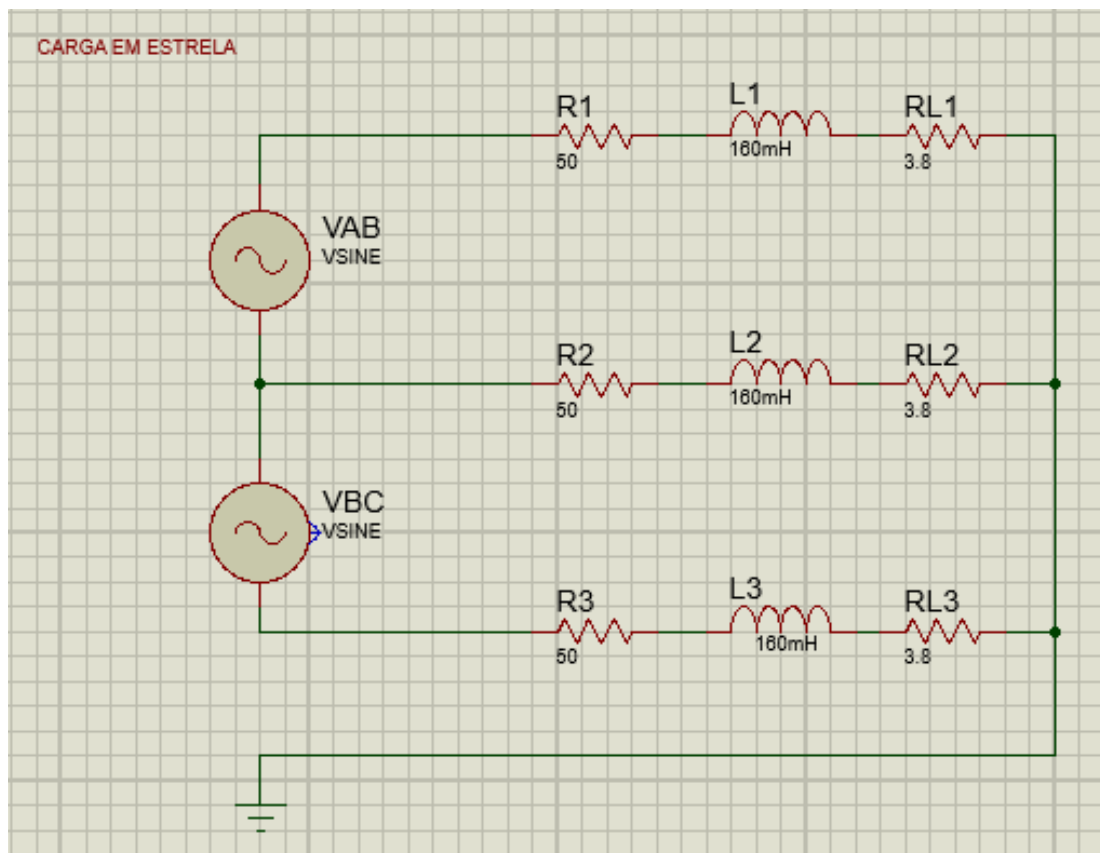 CARGA EM ESTRELA
R1
50
L1
160mH
RL1
3.8
VAB
VSINE
R2
50
L2
160mH
RL2
3.8
VBC
VSINE
R3
50
L3
160mH
RL3
3.8